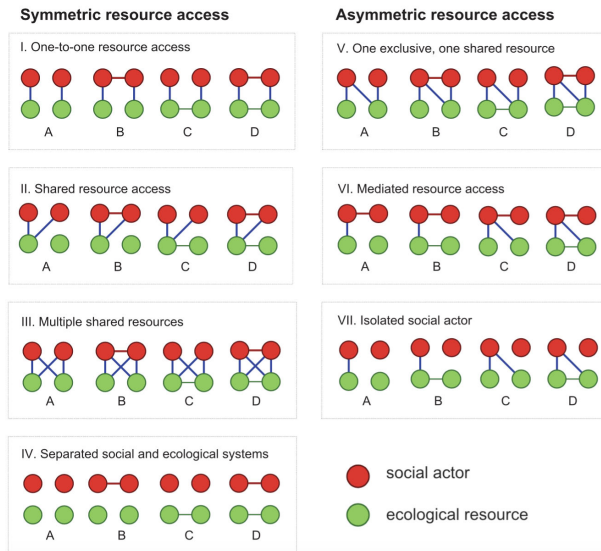 Symmetric resource access
I. One-to-one resource access
A B C D
II. Shared resource access
A B C D
III. Multiple shared resources
A B C D
IV. Separated social and ecological systems
A B C D
Asymmetric resource access
V. One exclusive, one shared resource
A B C D
VI. Mediated resource access
A B C D
VII. Isolated social actor
A B C D
social actor
ecological resource